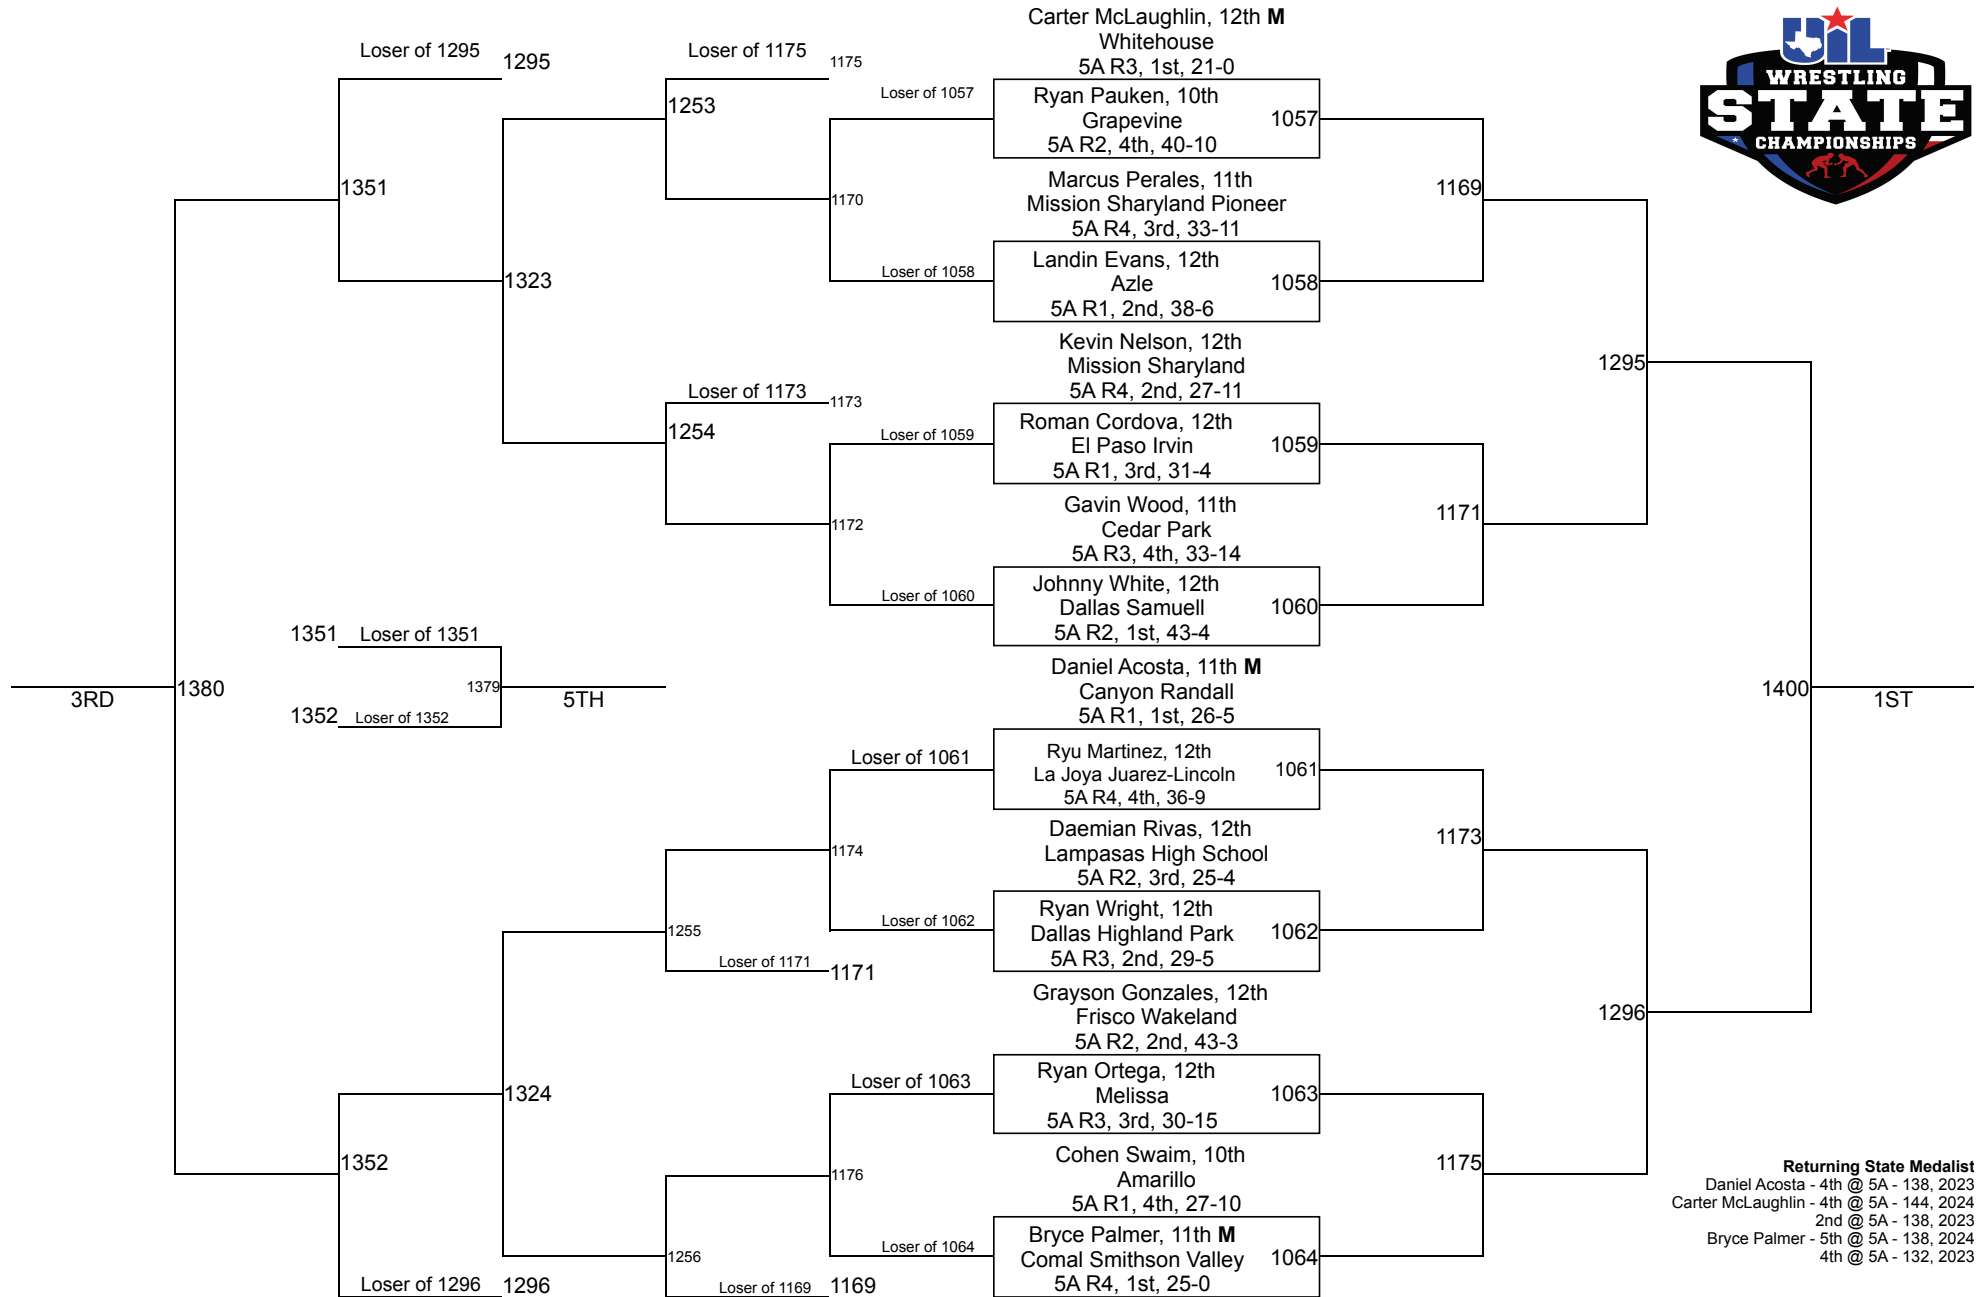 Carter McLaughlin, 12th M
Whitehouse
5A R3, 1st, 21-0
Ryan Pauken, 10th
Grapevine
5A R2, 4th, 40-10
1057
Marcus Perales, 11th
Mission Sharyland Pioneer
5A R4, 3rd, 33-11
Landin Evans, 12th
Azle
5A R1, 2nd, 38-6
1058
Kevin Nelson, 12th
Mission Sharyland
5A R4, 2nd, 27-11
Roman Cordova, 12th
El Paso Irvin
5A R1, 3rd, 31-4
1059
Gavin Wood, 11th
Cedar Park
5A R3, 4th, 33-14
Johnny White, 12th
Dallas Samuell
5A R2, 1st, 43-4
1060
Daniel Acosta, 11th M
Canyon Randall
5A R1, 1st, 26-5
Ryu Martinez, 12th
La Joya Juarez-Lincoln
5A R4, 4th, 36-9
1061
Daemian Rivas, 12th
Lampasas High School
5A R2, 3rd, 25-4
Ryan Wright, 12th
Dallas Highland Park
5A R3, 2nd, 29-5
1062
Grayson Gonzales, 12th
Frisco Wakeland
5A R2, 2nd, 43-3
Ryan Ortega, 12th
Melissa
5A R3, 3rd, 30-15
1063
Cohen Swaim, 10th
Amarillo
5A R1, 4th, 27-10
Bryce Palmer, 11th M
Comal Smithson Valley
5A R4, 1st, 25-0
1064
1169
1171
1173
1175
1295
1296
1400
1ST
Loser of 1295
1295
Loser of 1175
1175
Loser of 1057
1253
1351
1170
Loser of 1058
1323
Loser of 1173
1173
1254
Loser of 1059
1172
Loser of 1060
1351
Loser of 1351
3RD
1380
1379
5TH
1352
Loser of 1352
Loser of 1061
1174
Loser of 1062
1255
Loser of 1171
1171
Loser of 1063
1324
1352
1176
1256
Loser of 1064
Loser of 1296
1296
Loser of 1169
1169
UIL
WRESTLING
STATE
CHAMPIONSHIPS
Returning State Medalist
Daniel Acosta - 4th @ 5A - 138, 2023
Carter McLaughlin - 4th @ 5A - 144, 2024
2nd @ 5A - 138, 2023
Bryce Palmer - 5th @ 5A - 138, 2024
4th @ 5A - 132, 2023